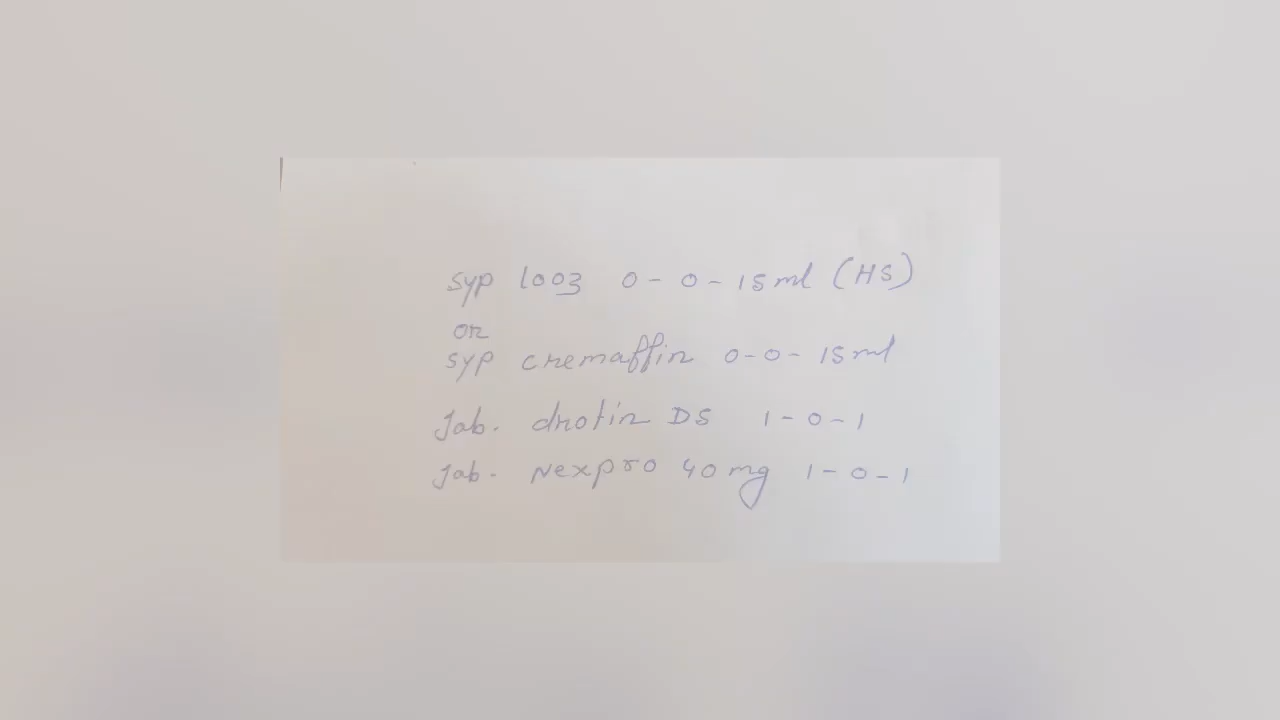 Syp looz 0-0-15ml (HS)
or
Syp cremaffin 0-0-15ml
Tab. drotin DS 1-0-1
Tab. Nexpro 40mg 1-0-1